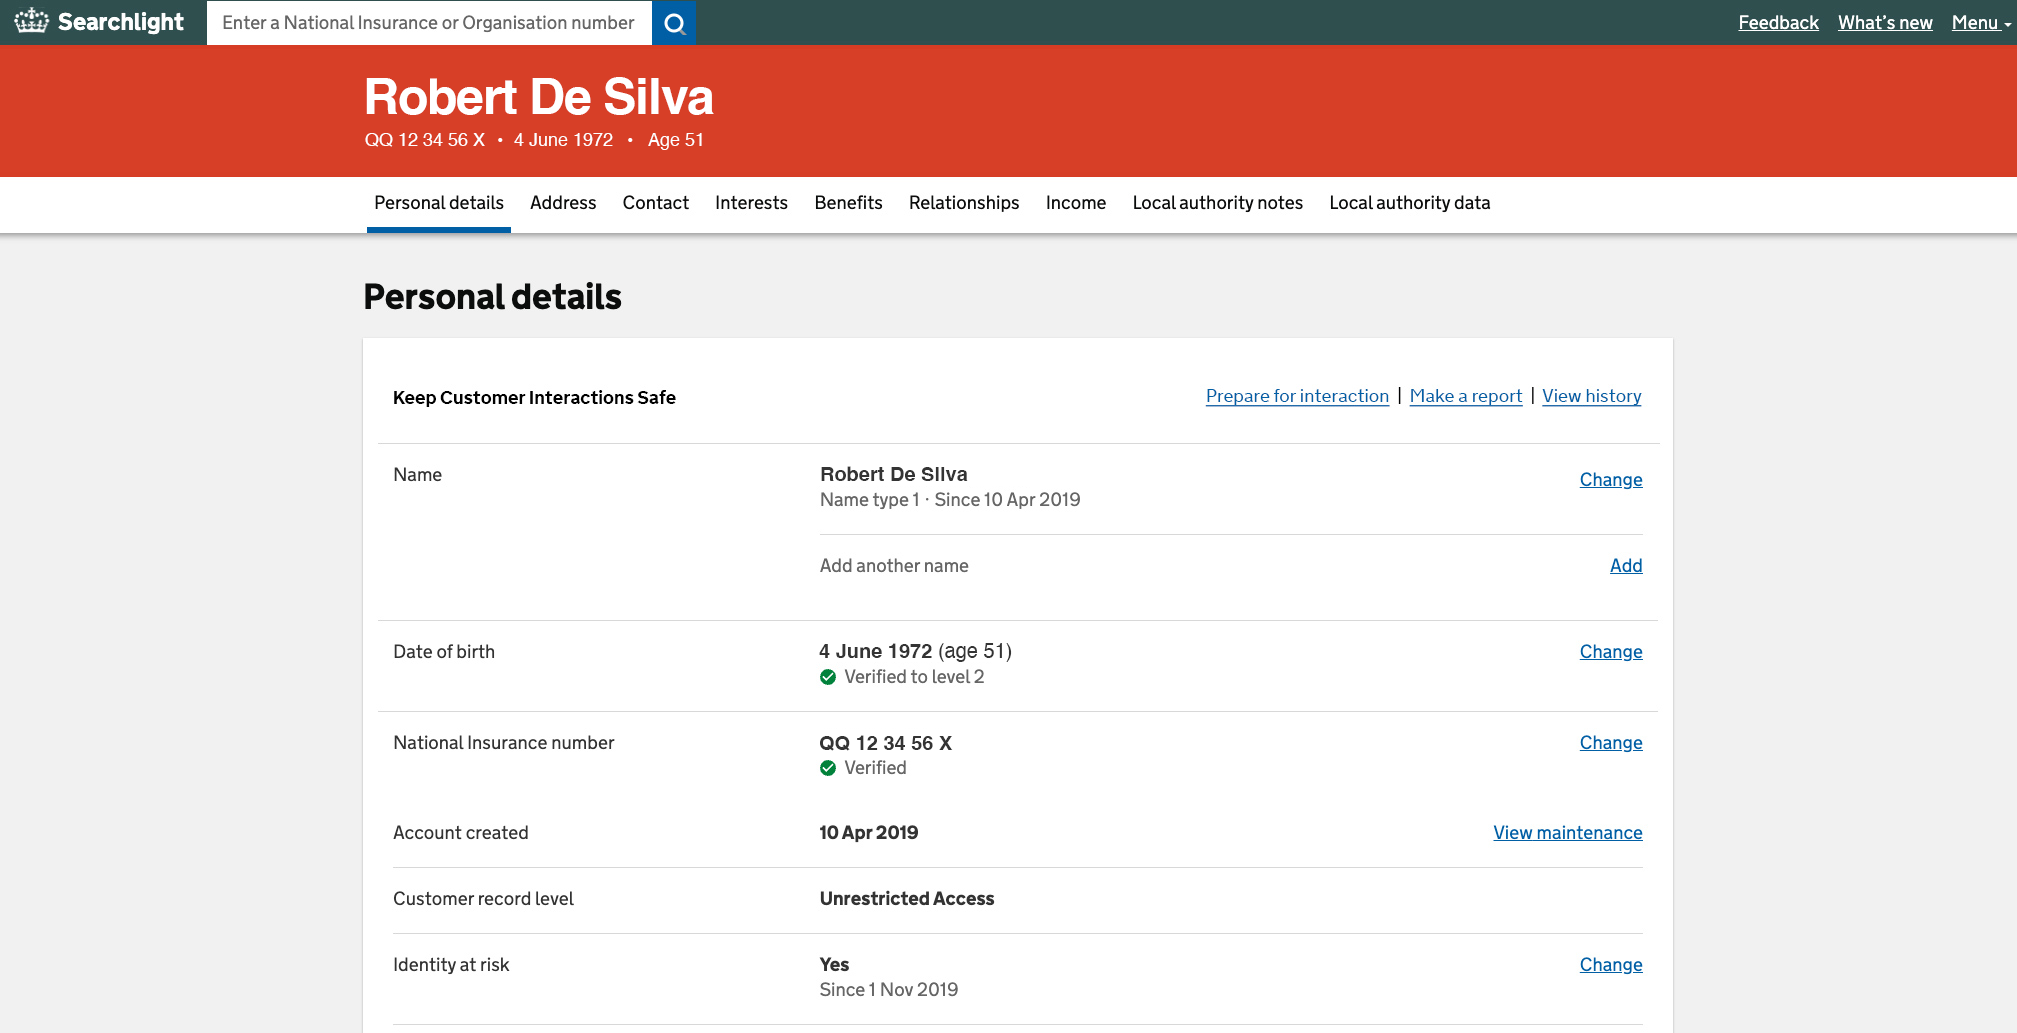 Searchlight
Enter a National Insurance or Organisation number
Feedback What's new Menu
Robert De Silva
QQ 12 34 56 X • 4 June 1972 • Age 51
Personal details Address Contact Interests Benefits Relationships Income Local authority notes Local authority data
Personal details
Keep Customer Interactions Safe Prepare for interaction | Make a report | View history
Name Robert De Silva Change
Name type 1 · Since 10 Apr 2019
Add another name Add
Date of birth 4 June 1972 (age 51) Change
Verified to level 2
National Insurance number QQ 12 34 56 X Change
Verified
Account created 10 Apr 2019 View maintenance
Customer record level Unrestricted Access
Identity at risk Yes Change
Since 1 Nov 2019